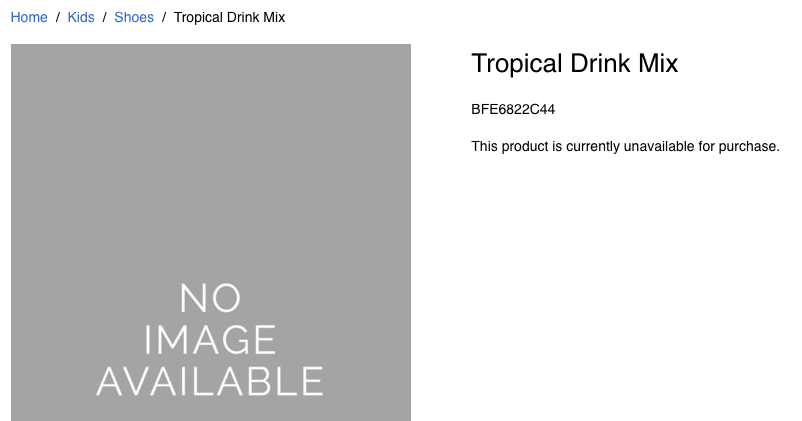 Home / Kids / Shoes / Tropical Drink Mix
Tropical Drink Mix
BFE6822C44
This product is currently unavailable for purchase.
NO
IMAGE
AVAILABLE